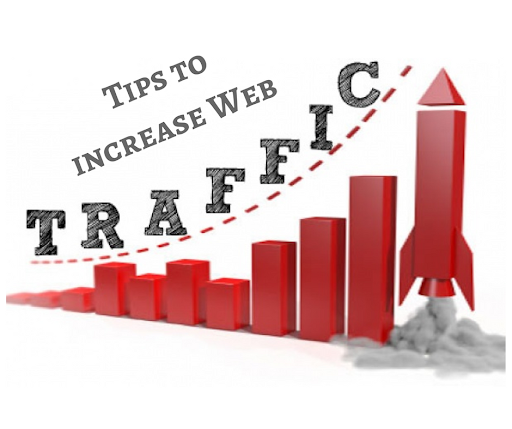 Tips to
increase Web
TRAFFIC